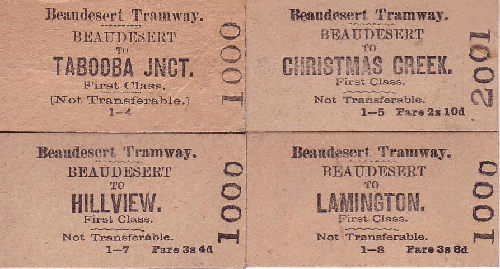 Beaudesert Tramway.
BEAUDESERT
TO
TABOOBA JNCT.
First Class.
[Not Transferable.]
1–4
1000
Beaudesert Tramway.
BEAUDESERT
TO
CHRISTMAS CREEK.
First Class.
Not Transferable.
1–5 Fare 2s 10d
2001
Beaudesert Tramway.
BEAUDESERT
TO
HILLVIEW.
First Class.
Not Transferable.
1–7 Fare 3s 4d
1000
Beaudesert Tramway.
BEAUDESERT
TO
LAMINGTON.
First Class.
Not Transferable.
1–8 Fare 3s 8d
1000